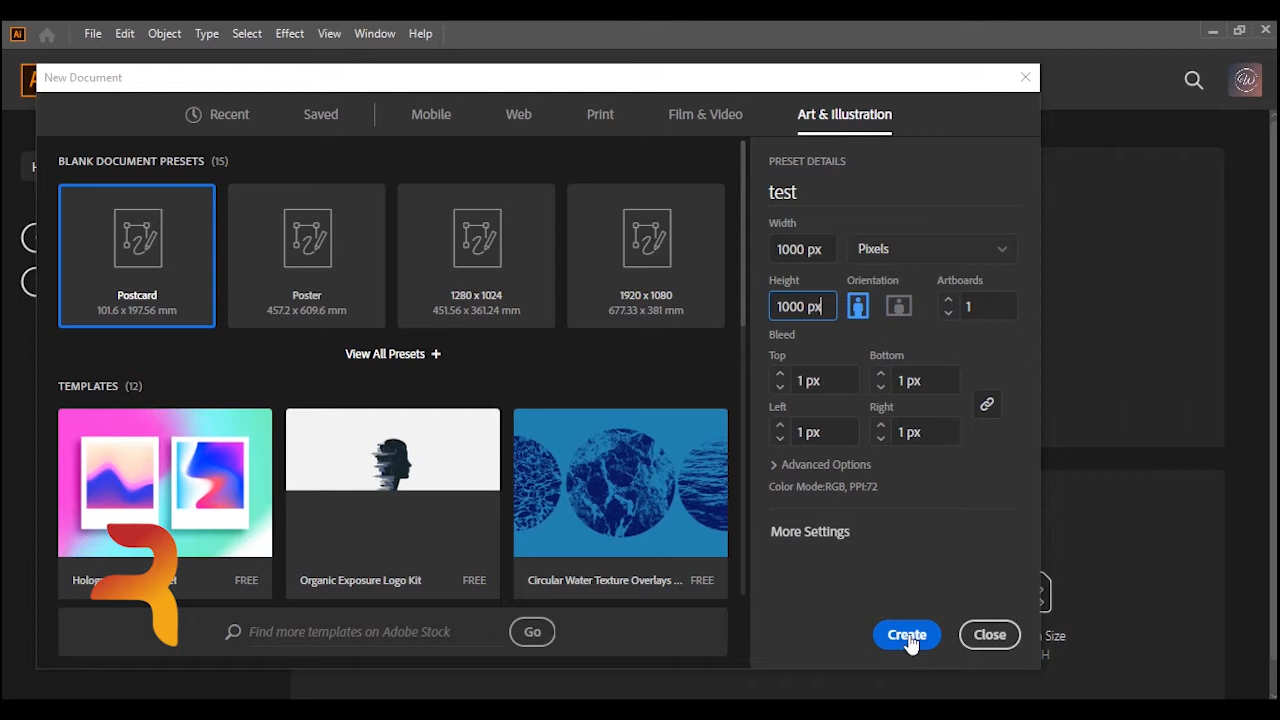 Ai
File Edit Object Type Select Effect View Window Help
New Document
Recent Saved Mobile Web Print Film & Video Art & Illustration
BLANK DOCUMENT PRESETS (15)
Postcard
101.6 x 197.56 mm
Poster
457.2 x 609.6 mm
1280 x 1024
451.56 x 361.24 mm
1920 x 1080
677.33 x 381 mm
View All Presets +
TEMPLATES (12)
FREE
Organic Exposure Logo Kit FREE
Circular Water Texture Overlays ... FREE
Find more templates on Adobe Stock
Go
PRESET DETAILS
test
Width
1000 px Pixels
Height Orientation Artboards
1000 px 1
Bleed
Top Bottom
1 px 1 px
Left Right
1 px 1 px
Advanced Options
Color Mode:RGB, PPI:72
More Settings
Create Close
Size
H